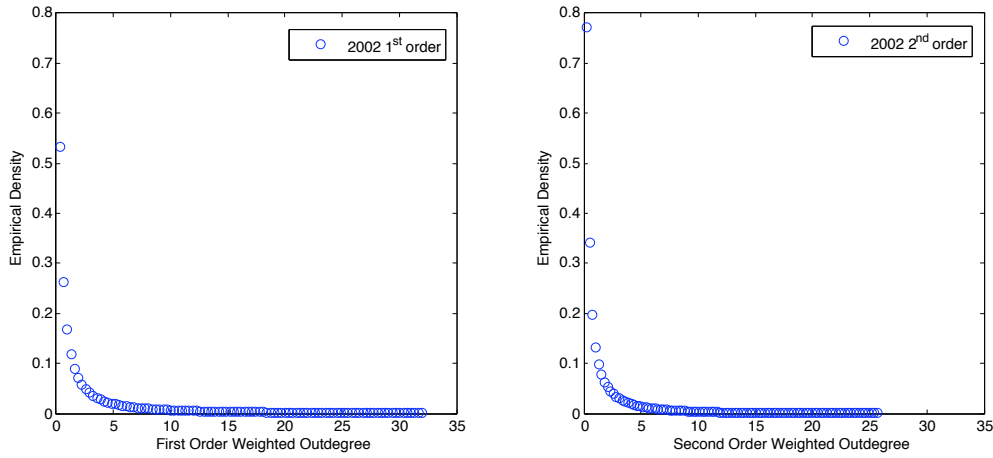 0.8
0.7
0.6
0.5
0.4
0.3
0.2
0.1
0
0 5 10 15 20 25 30 35
Empirical Density
First Order Weighted Outdegree
2002 1st order
0.8
0.7
0.6
0.5
0.4
0.3
0.2
0.1
0
0 5 10 15 20 25 30 35
Empirical Density
Second Order Weighted Outdegree
2002 2nd order